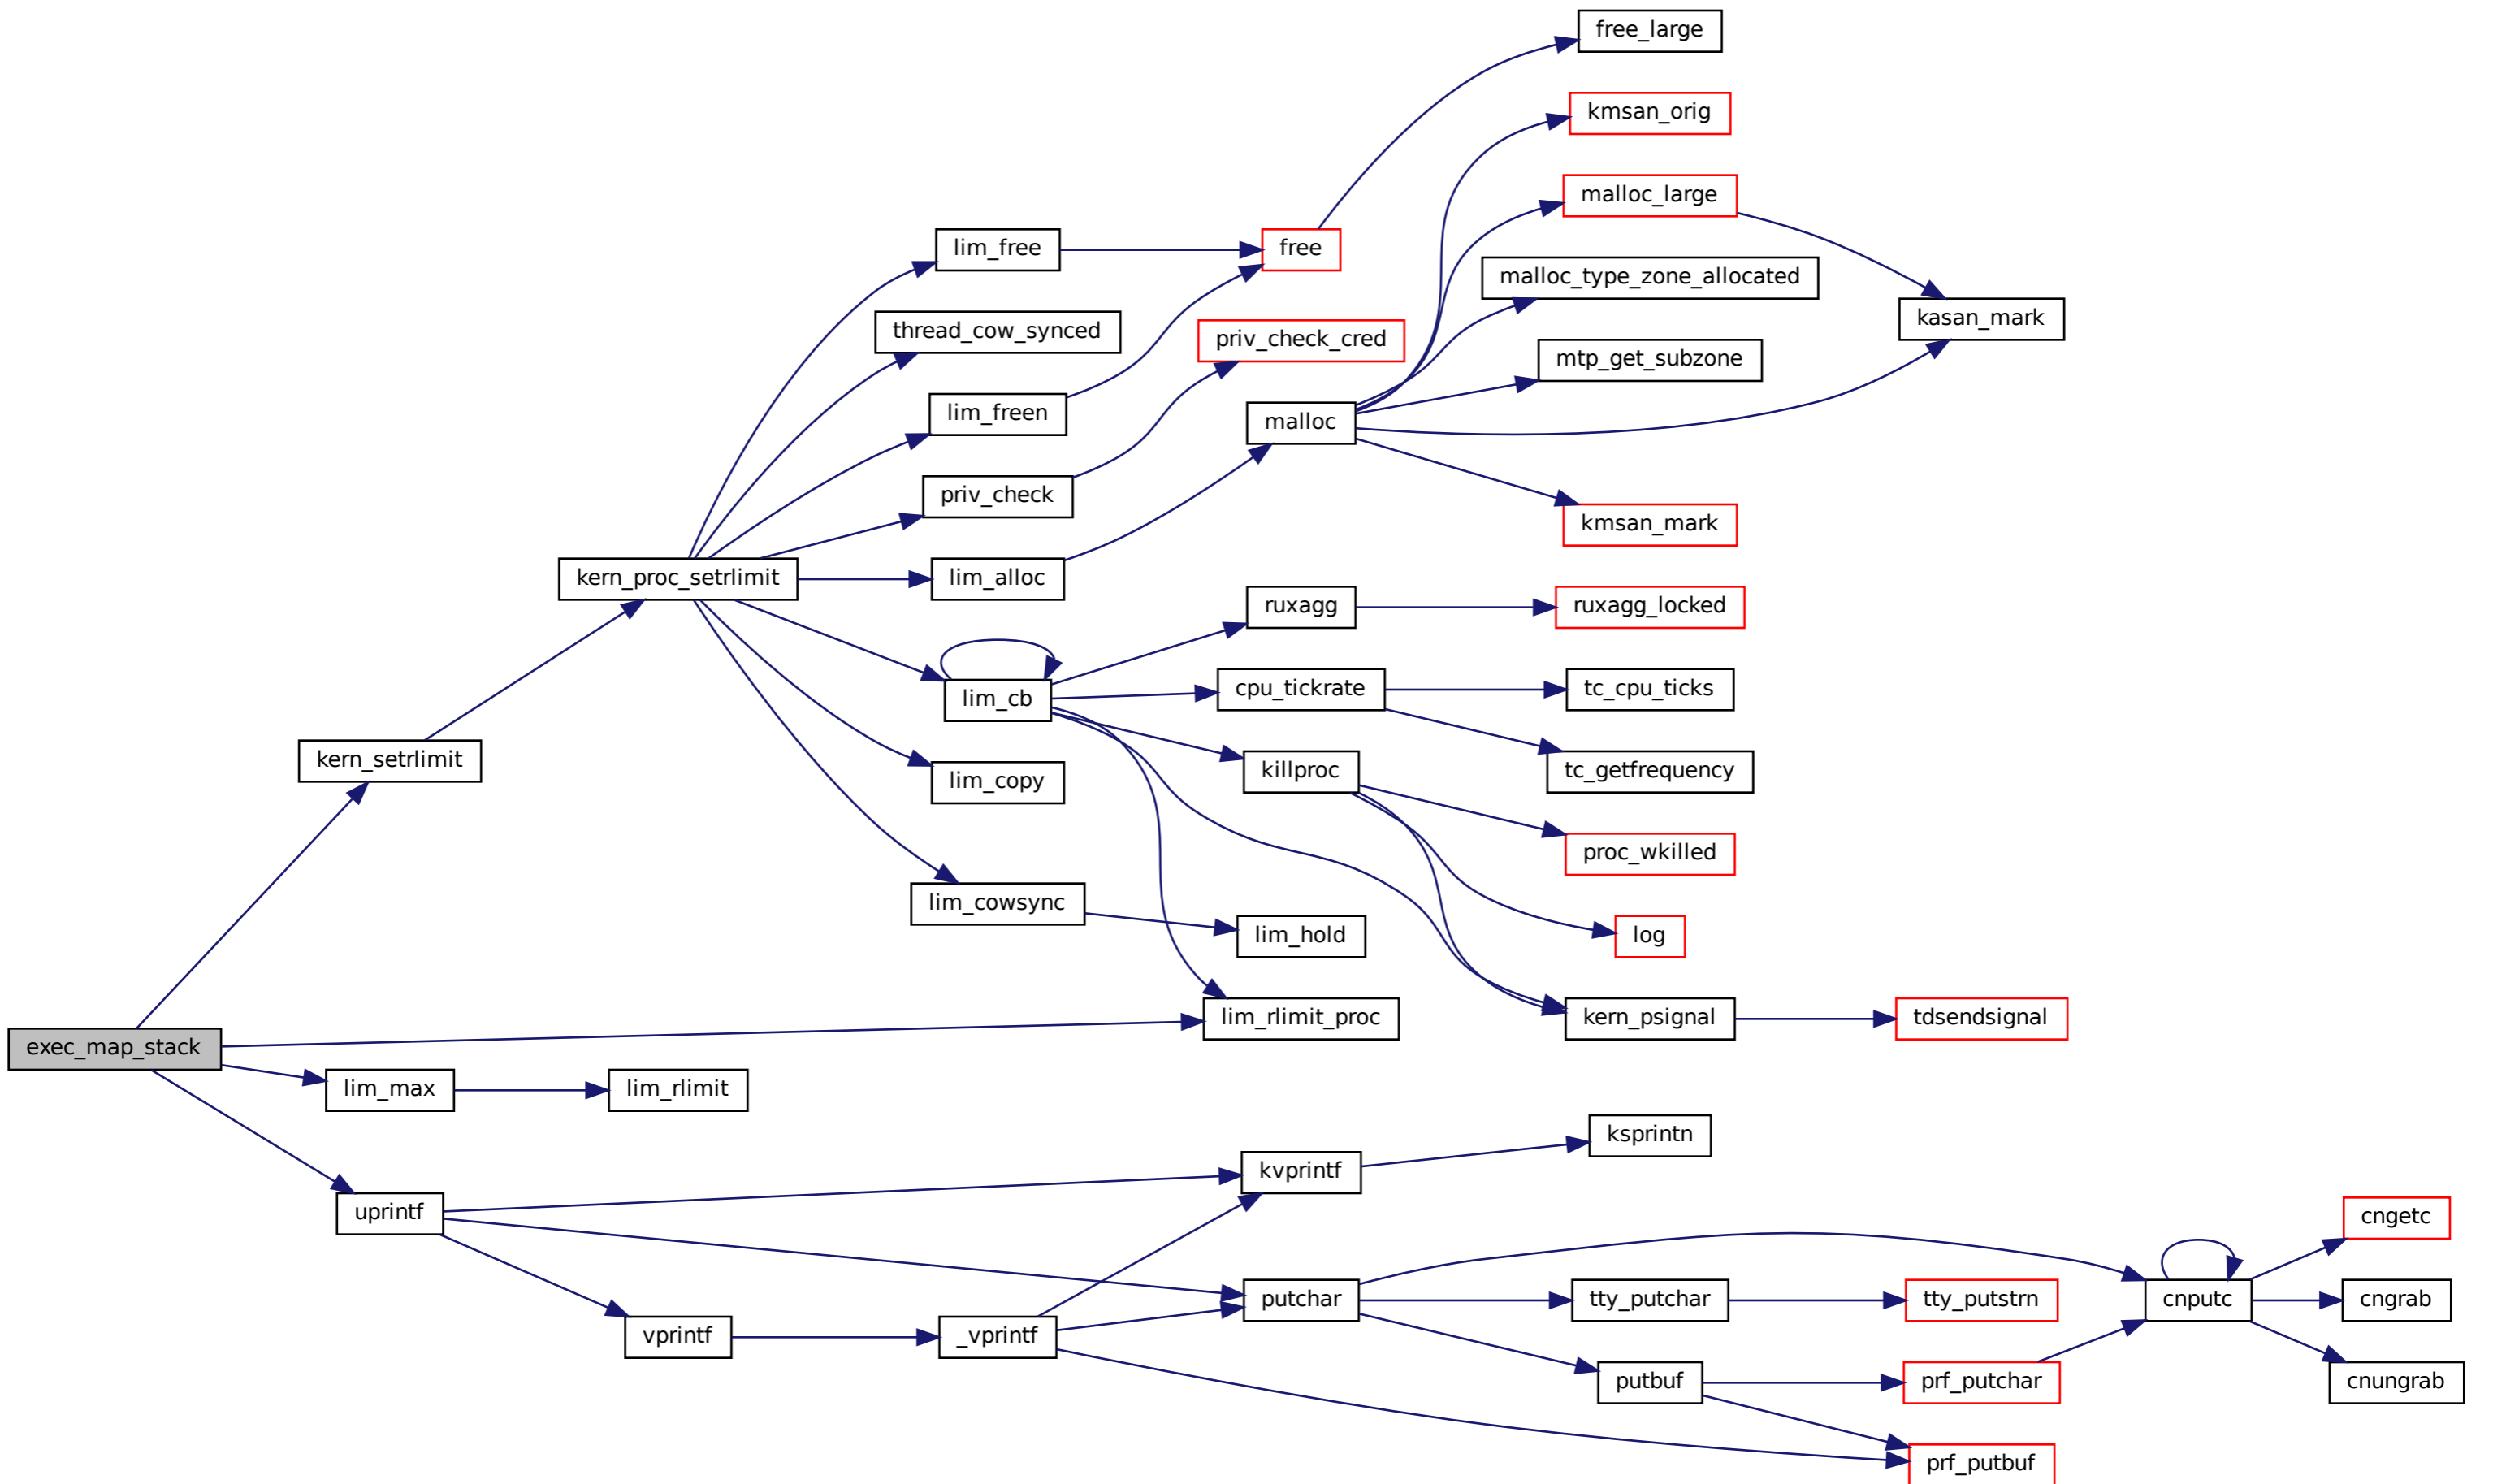 free_large
kmsan_orig
malloc_large
lim_free
free
malloc_type_zone_allocated
kasan_mark
thread_cow_synced
priv_check_cred
mtp_get_subzone
lim_freen
malloc
priv_check
kmsan_mark
kern_proc_setrlimit
lim_alloc
ruxagg
ruxagg_locked
lim_cb
cpu_tickrate
tc_cpu_ticks
kern_setrlimit
killproc
tc_getfrequency
lim_copy
proc_wkilled
lim_cowsync
lim_hold
log
lim_rlimit_proc
kern_psignal
tdsendsignal
exec_map_stack
lim_max
lim_rlimit
ksprintn
kvprintf
uprintf
cngetc
putchar
tty_putchar
tty_putstrn
cnputc
cngrab
vprintf
_vprintf
putbuf
prf_putchar
cnungrab
prf_putbuf